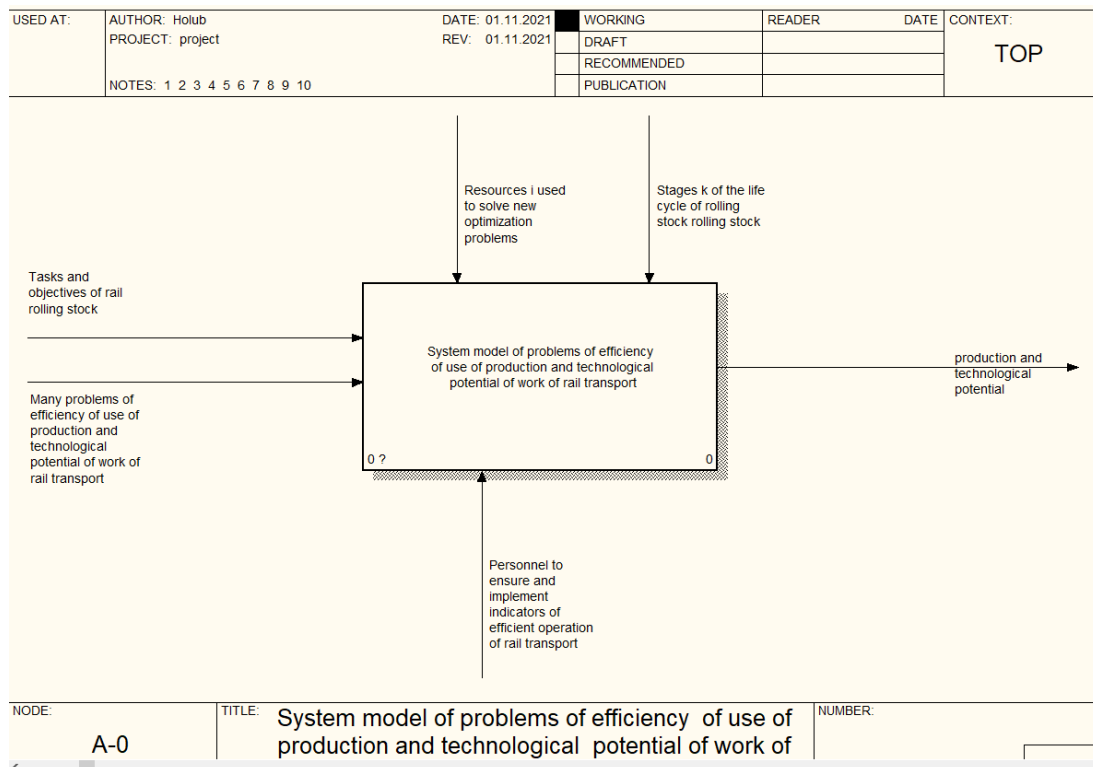 USED AT:
AUTHOR: Holub
DATE: 01.11.2021
WORKING
READER
DATE
CONTEXT:
PROJECT: project
REV: 01.11.2021
DRAFT
TOP
RECOMMENDED
NOTES: 1 2 3 4 5 6 7 8 9 10
PUBLICATION
Resources i used
to solve new
optimization
problems
Stages k of the life
cycle of rolling
stock rolling stock
Tasks and
objectives of rail
rolling stock
Many problems of
efficiency of use of
production and
technological
potential of work of
rail transport
System model of problems of efficiency
of use of production and technological
potential of work of rail transport
0 ?
0
production and
technological
potential
Personnel to
ensure and
implement
indicators of
efficient operation
of rail transport
NODE:
A-0
TITLE:
System model of problems of efficiency of use of
production and technological potential of work of
NUMBER: